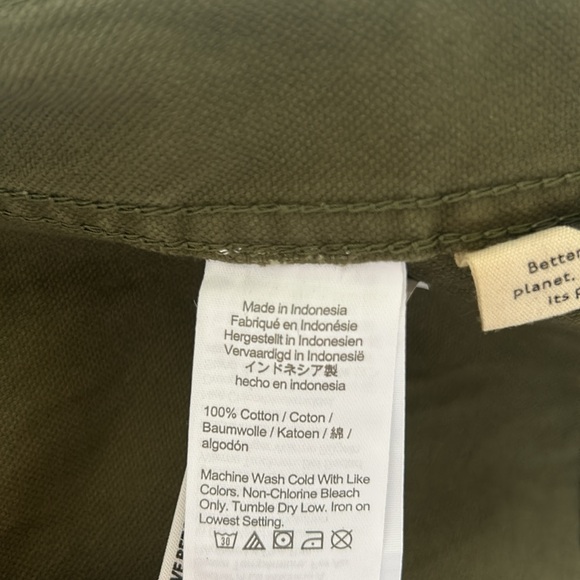 Made in Indonesia
Fabriqué en Indonésie
Hergestellt in Indonesien
Vervaardigd in Indonesië
インドネシア製
hecho en indonesia
100% Cotton / Coton /
Baumwolle / Katoen / 綿 /
algodón
Machine Wash Cold With Like
Colors. Non-Chlorine Bleach
Only. Tumble Dry Low. Iron on
Lowest Setting.
30
Better
planet.
its